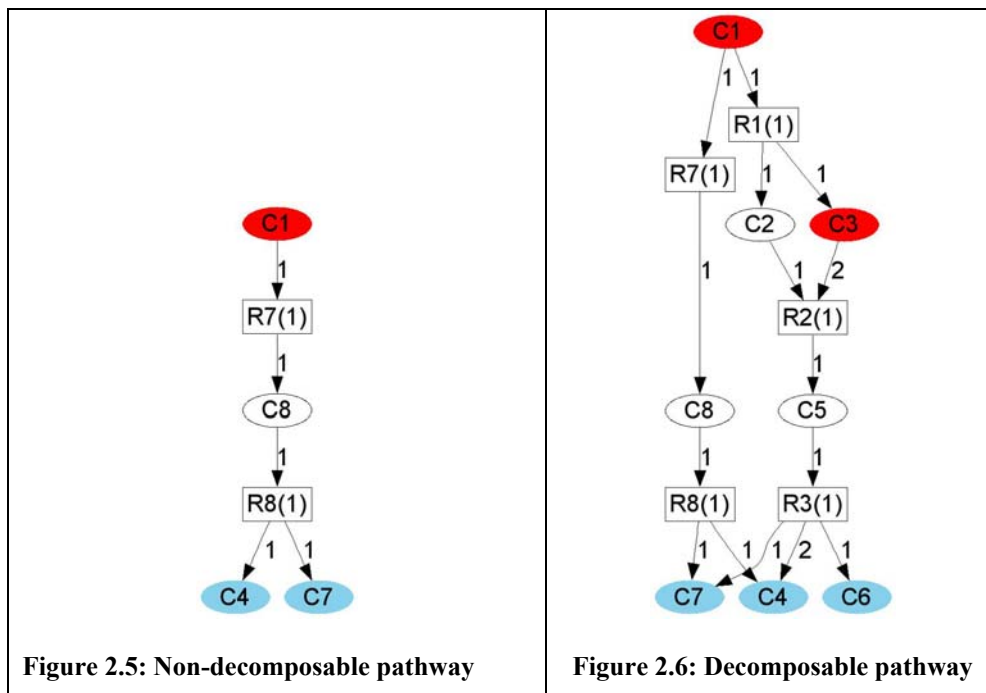 C1
1
R7(1)
1
C8
1
R8(1)
1 1
C4 C7
Figure 2.5: Non-decomposable pathway
C1
1 1
R1(1)
R7(1)
1 1
C2 C3
1
1 2
R2(1)
1
C8 C5
1 1
R8(1) R3(1)
1 1 1 2 1
C7 C4 C6
Figure 2.6: Decomposable pathway